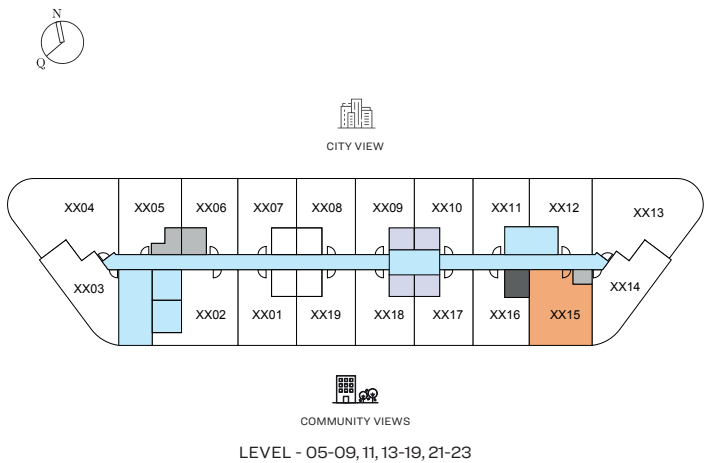 N
Q
CITY VIEW
XX04 XX05 XX06 XX07 XX08 XX09 XX10 XX11 XX12 XX13
XX03 XX02 XX01 XX19 XX18 XX17 XX16 XX15 XX14
COMMUNITY VIEWS
LEVEL - 05-09, 11, 13-19, 21-23